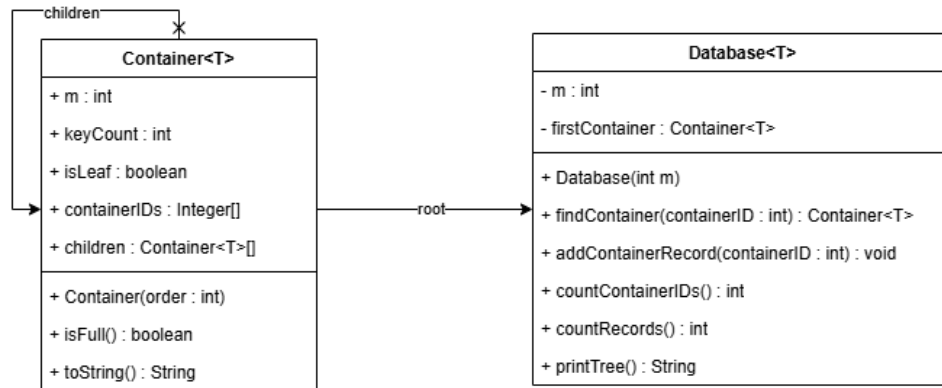 children
Container<T>
+ m : int
+ keyCount : int
+ isLeaf : boolean
+ containerIDs : Integer[]
+ children : Container<T>[]
+ Container(order : int)
+ isFull() : boolean
+ toString() : String
root
Database<T>
- m : int
- firstContainer : Container<T>
+ Database(int m)
+ findContainer(containerID : int) : Container<T>
+ addContainerRecord(containerID : int) : void
+ countContainerIDs() : int
+ countRecords() : int
+ printTree() : String